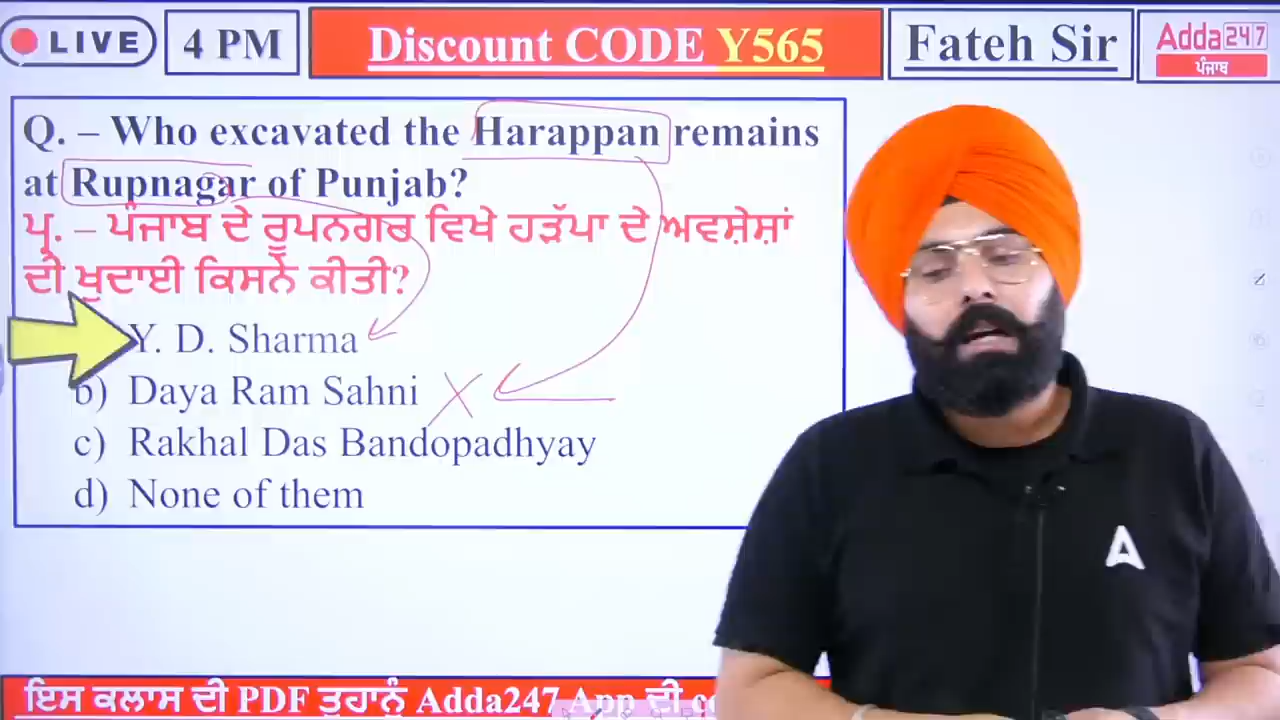 LIVE
4 PM
Discount CODE Y565
Fateh Sir
Adda247
ਪੰਜਾਬ
Q. – Who excavated the Harappan remains
at Rupnagar of Punjab?
ਪ੍ਰ. – ਪੰਜਾਬ ਦੇ ਰੂਪਨਗਰ ਵਿਖੇ ਹੜੱਪਾ ਦੇ ਅਵਸ਼ੇਸ਼ਾਂ
ਦੀ ਖੁਦਾਈ ਕਿਸਨੇ ਕੀਤੀ?
Y. D. Sharma
b) Daya Ram Sahni
c) Rakhal Das Bandopadhyay
d) None of them
A
ਇਸ ਕਲਾਸ ਦੀ PDF ਤੁਹਾਨੂੰ Adda247 App ਦੀ